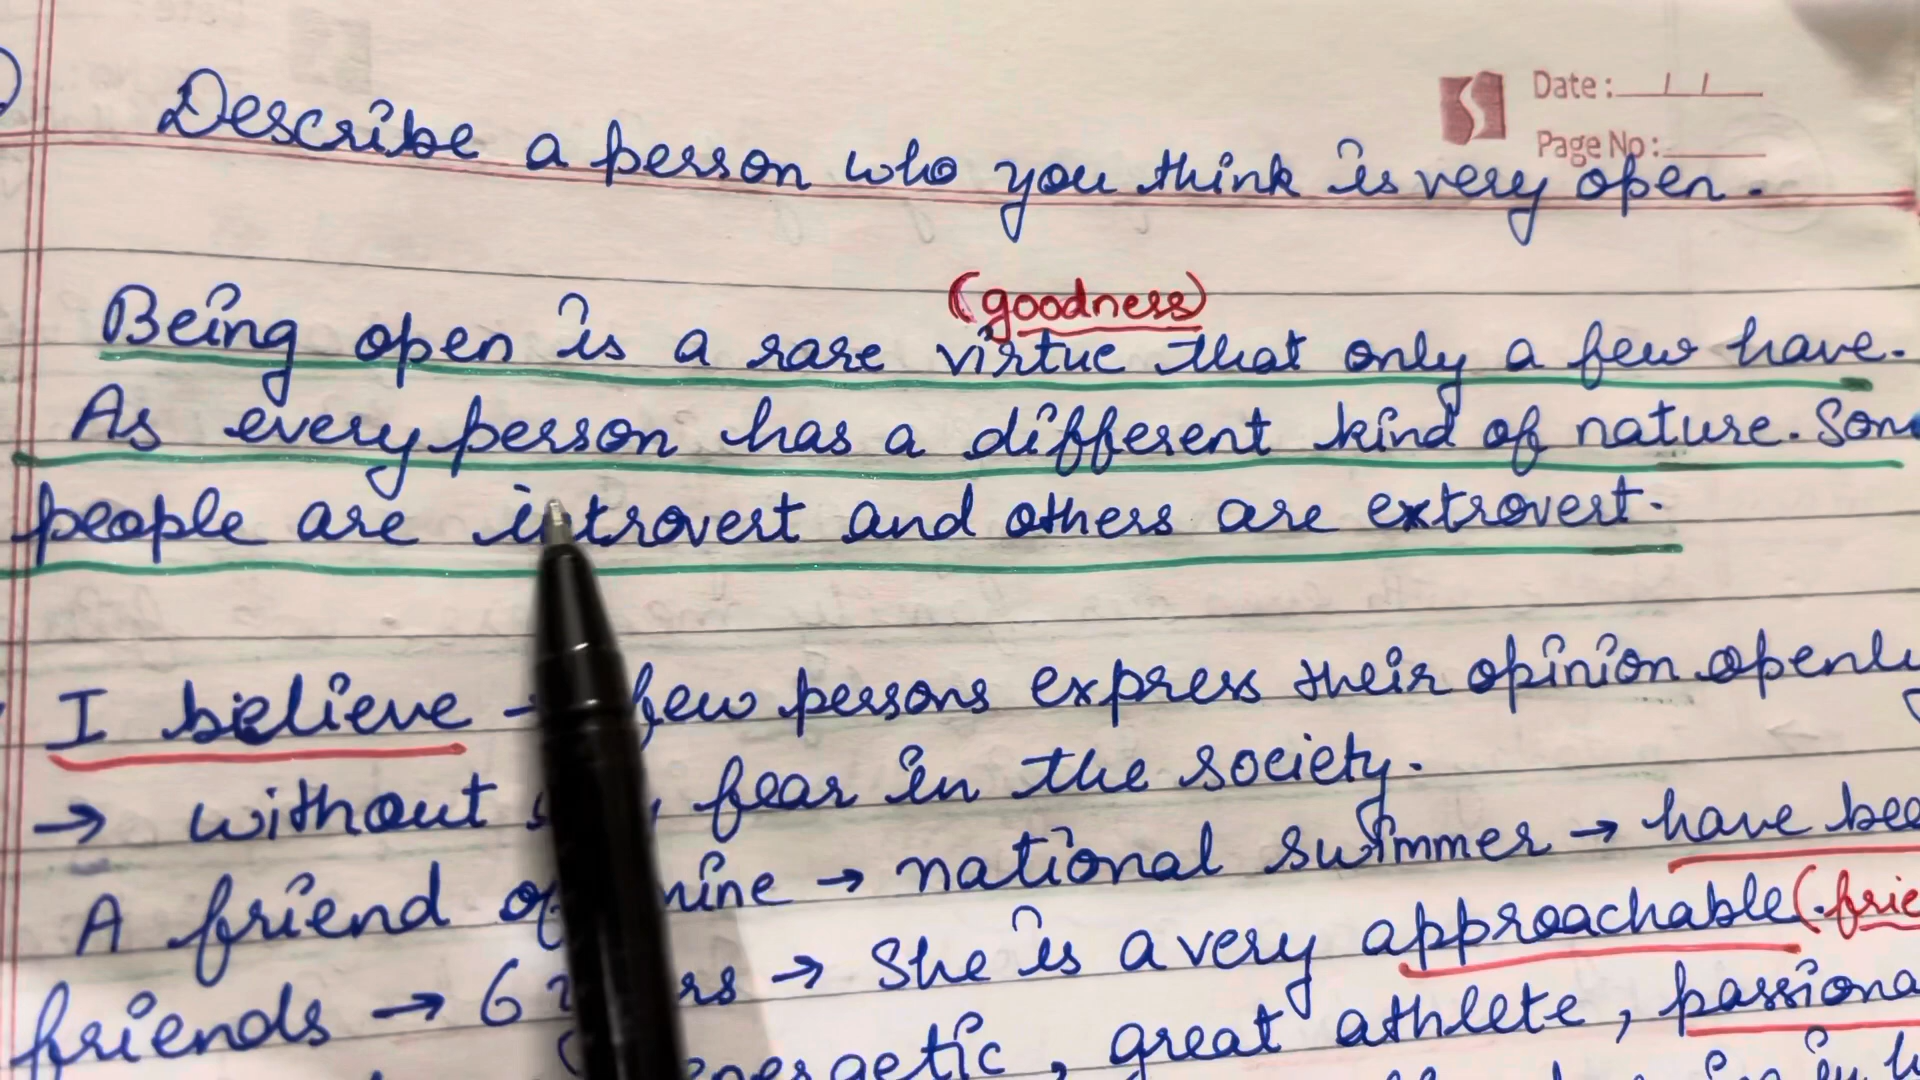 Date: / /
Page No:
Describe a person who you think is very open.
(goodness)
Being open is a rare virtue that only a few have.
As every person has a different kind of nature. Som
people are introvert and others are extrovert.
I believe → few persons express their opinion openly
→ without fear in the society.
A friend of mine → national swimmer → have bee
friends → 6 → She is a very approachable (frie
energetic, great athlete, passiona